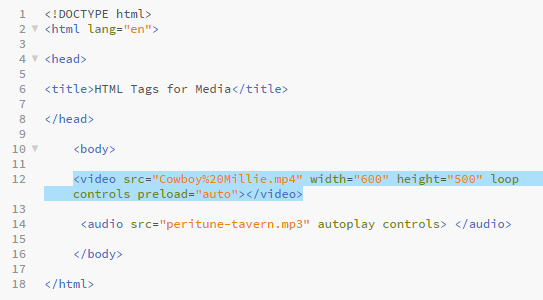 1 <!DOCTYPE html>
2 <html lang="en">
3
4 <head>
5
6 <title>HTML Tags for Media</title>
7
8 </head>
9
10 <body>
11
12 <video src="Cowboy%20Millie.mp4" width="600" height="500" loop
controls preload="auto"></video>
13
14 <audio src="peritune-tavern.mp3" autoplay controls> </audio>
15
16 </body>
17
18 </html>